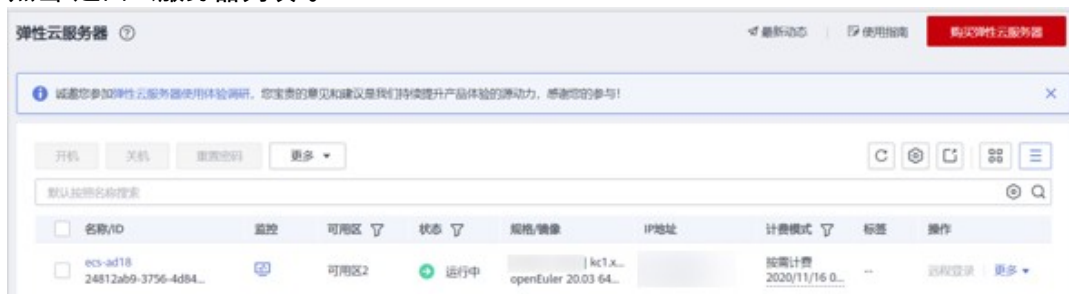 弹性云服务器
最新动态 使用指南 购买弹性云服务器
诚邀您参加弹性云服务器使用体验调研，您宝贵的意见和建议是我们持续提升产品体验的源动力，感谢您的参与！
开机 关机 重置密码 更多
默认按照名称搜索
名称/ID 监控 可用区 状态 规格/镜像 IP地址 计费模式 标签 操作
ecs-ad18 可用区2 运行中 | kc1.x... 按需计费 -- 远程登录 更多
24812ab9-3756-4d84... openEuler 20.03 64... 2020/11/16 0...